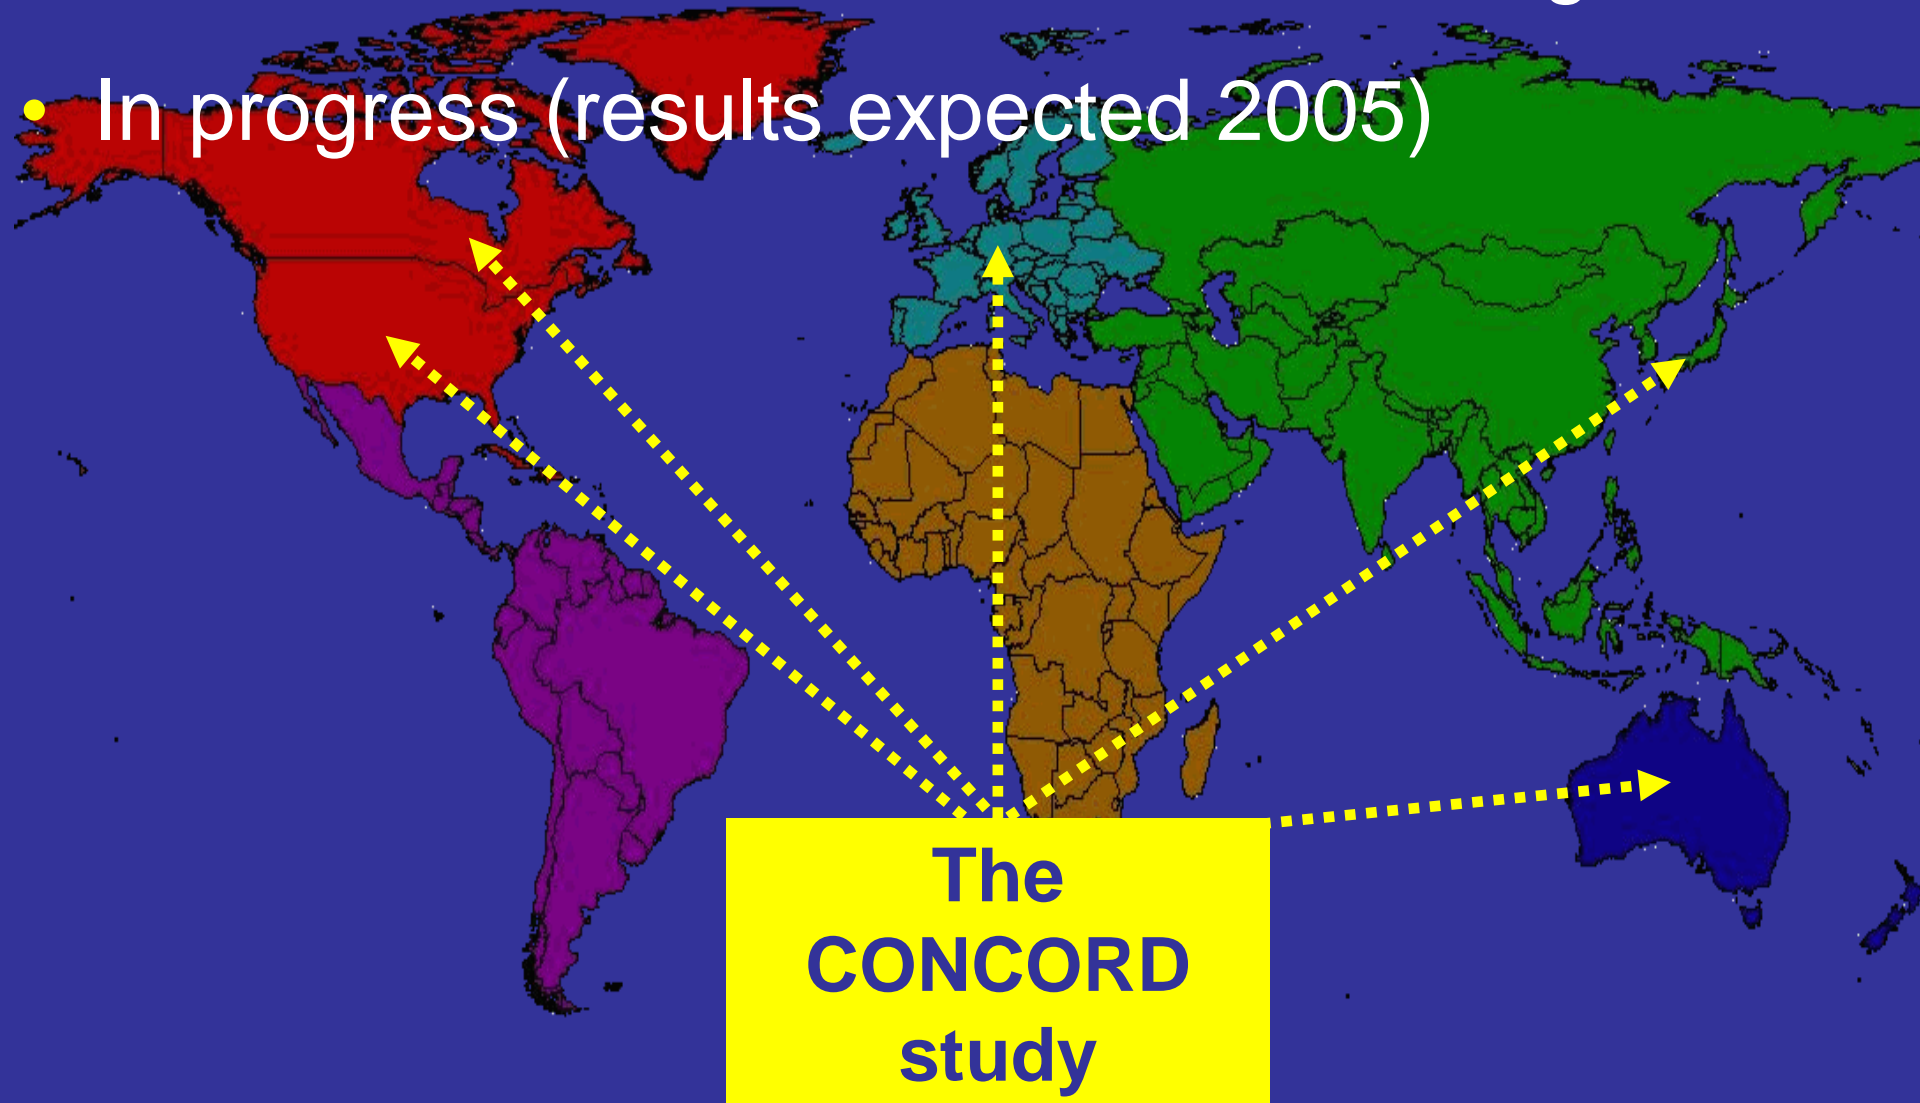 • In progress (results expected 2005)
The
CONCORD
study